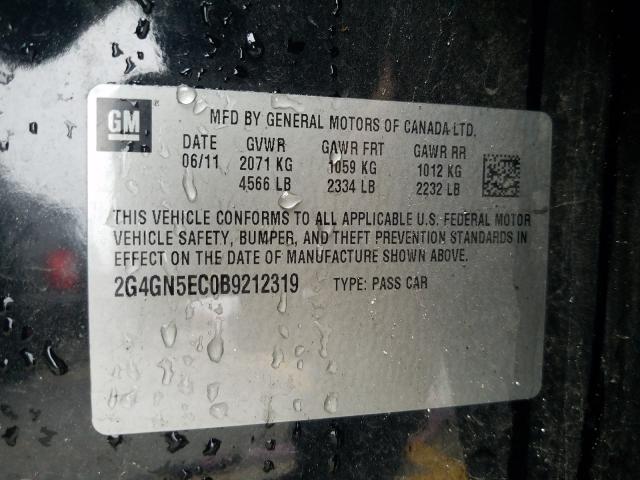 GM
MFD BY GENERAL MOTORS OF CANADA LTD.
DATE GVWR GAWR FRT GAWR RR
06/11 2071 KG 1059 KG 1012 KG
4566 LB 2334 LB 2232 LB
THIS VEHICLE CONFORMS TO ALL APPLICABLE U.S. FEDERAL MOTOR
VEHICLE SAFETY, BUMPER, AND THEFT PREVENTION STANDARDS IN
EFFECT ON THE DATE OF MANUFACTURE SHOWN ABOVE.
2G4GN5EC0B9212319 TYPE: PASS CAR